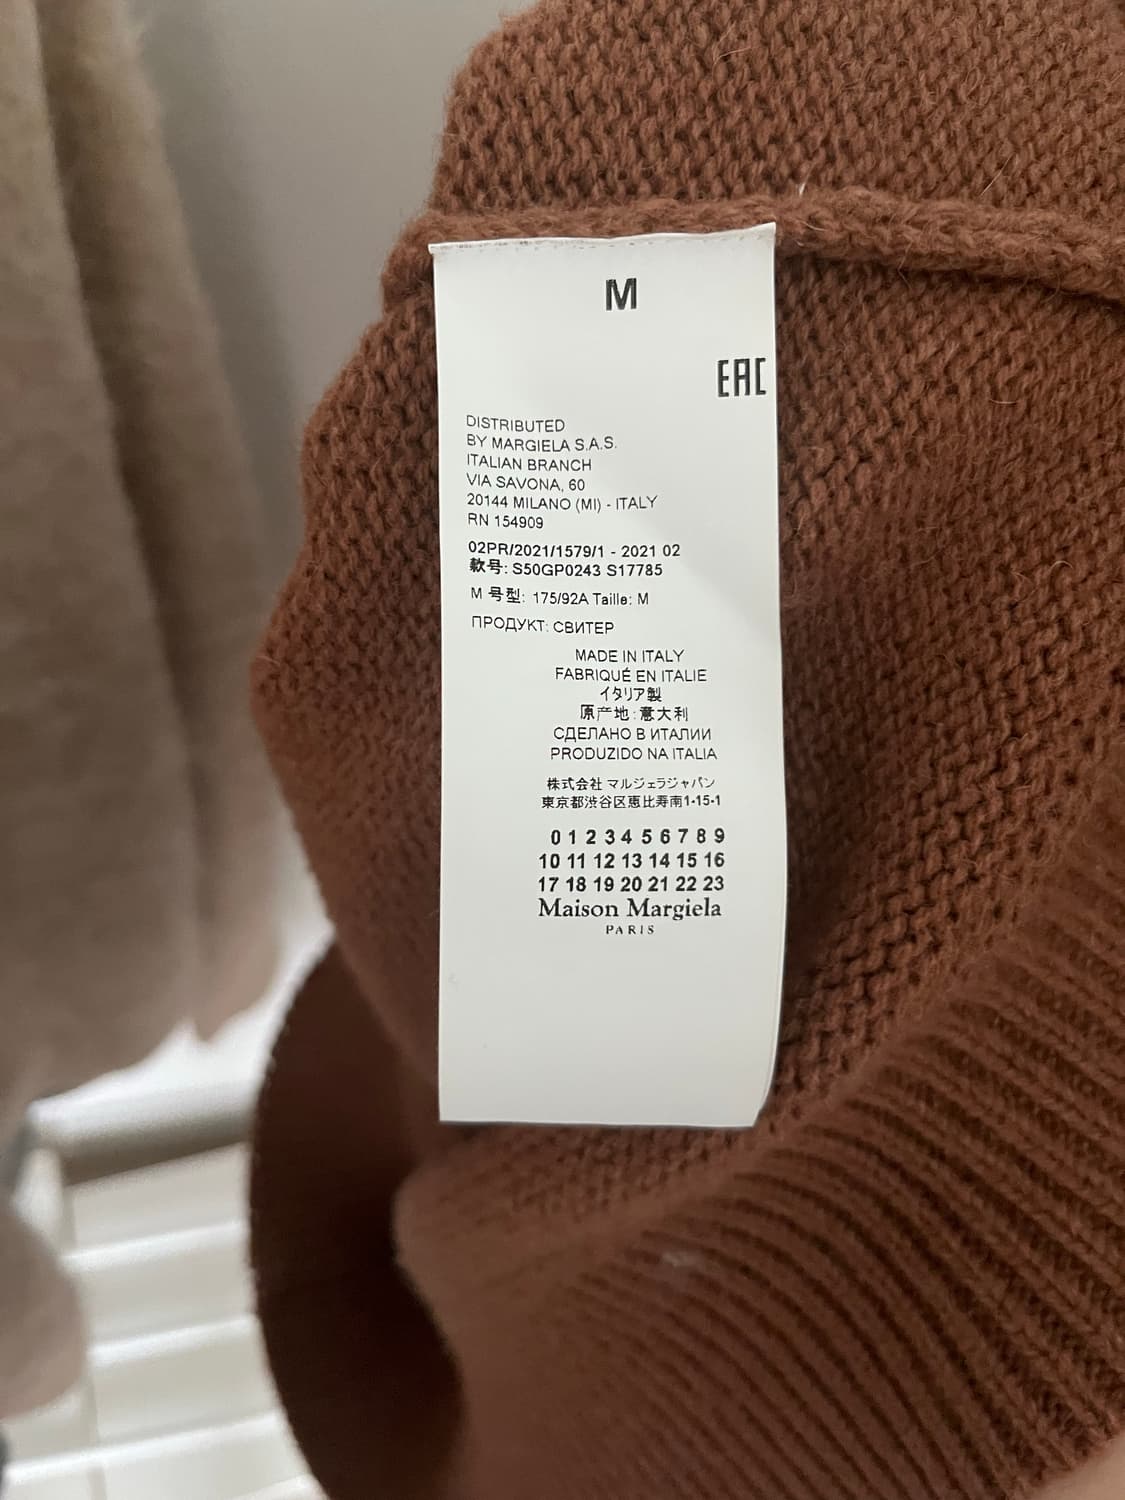 M
EAC
DISTRIBUTED
BY MARGIELA S.A.S.
ITALIAN BRANCH
VIA SAVONA, 60
20144 MILANO (MI) - ITALY
RN 154909
02PR/2021/1579/1 - 2021 02
款号: S50GP0243 S17785
M 号型: 175/92A Taille: M
ПРОДУКТ: СВИТЕР
MADE IN ITALY
FABRIQUÉ EN ITALIE
イタリア製
原产地:意大利
СДЕЛАНО В ИТАЛИИ
PRODUZIDO NA ITALIA
株式会社 マルジェラジャパン
東京都渋谷区恵比寿南1-15-1
0 1 2 3 4 5 6 7 8 9
10 11 12 13 14 15 16
17 18 19 20 21 22 23
Maison Margiela
PARIS